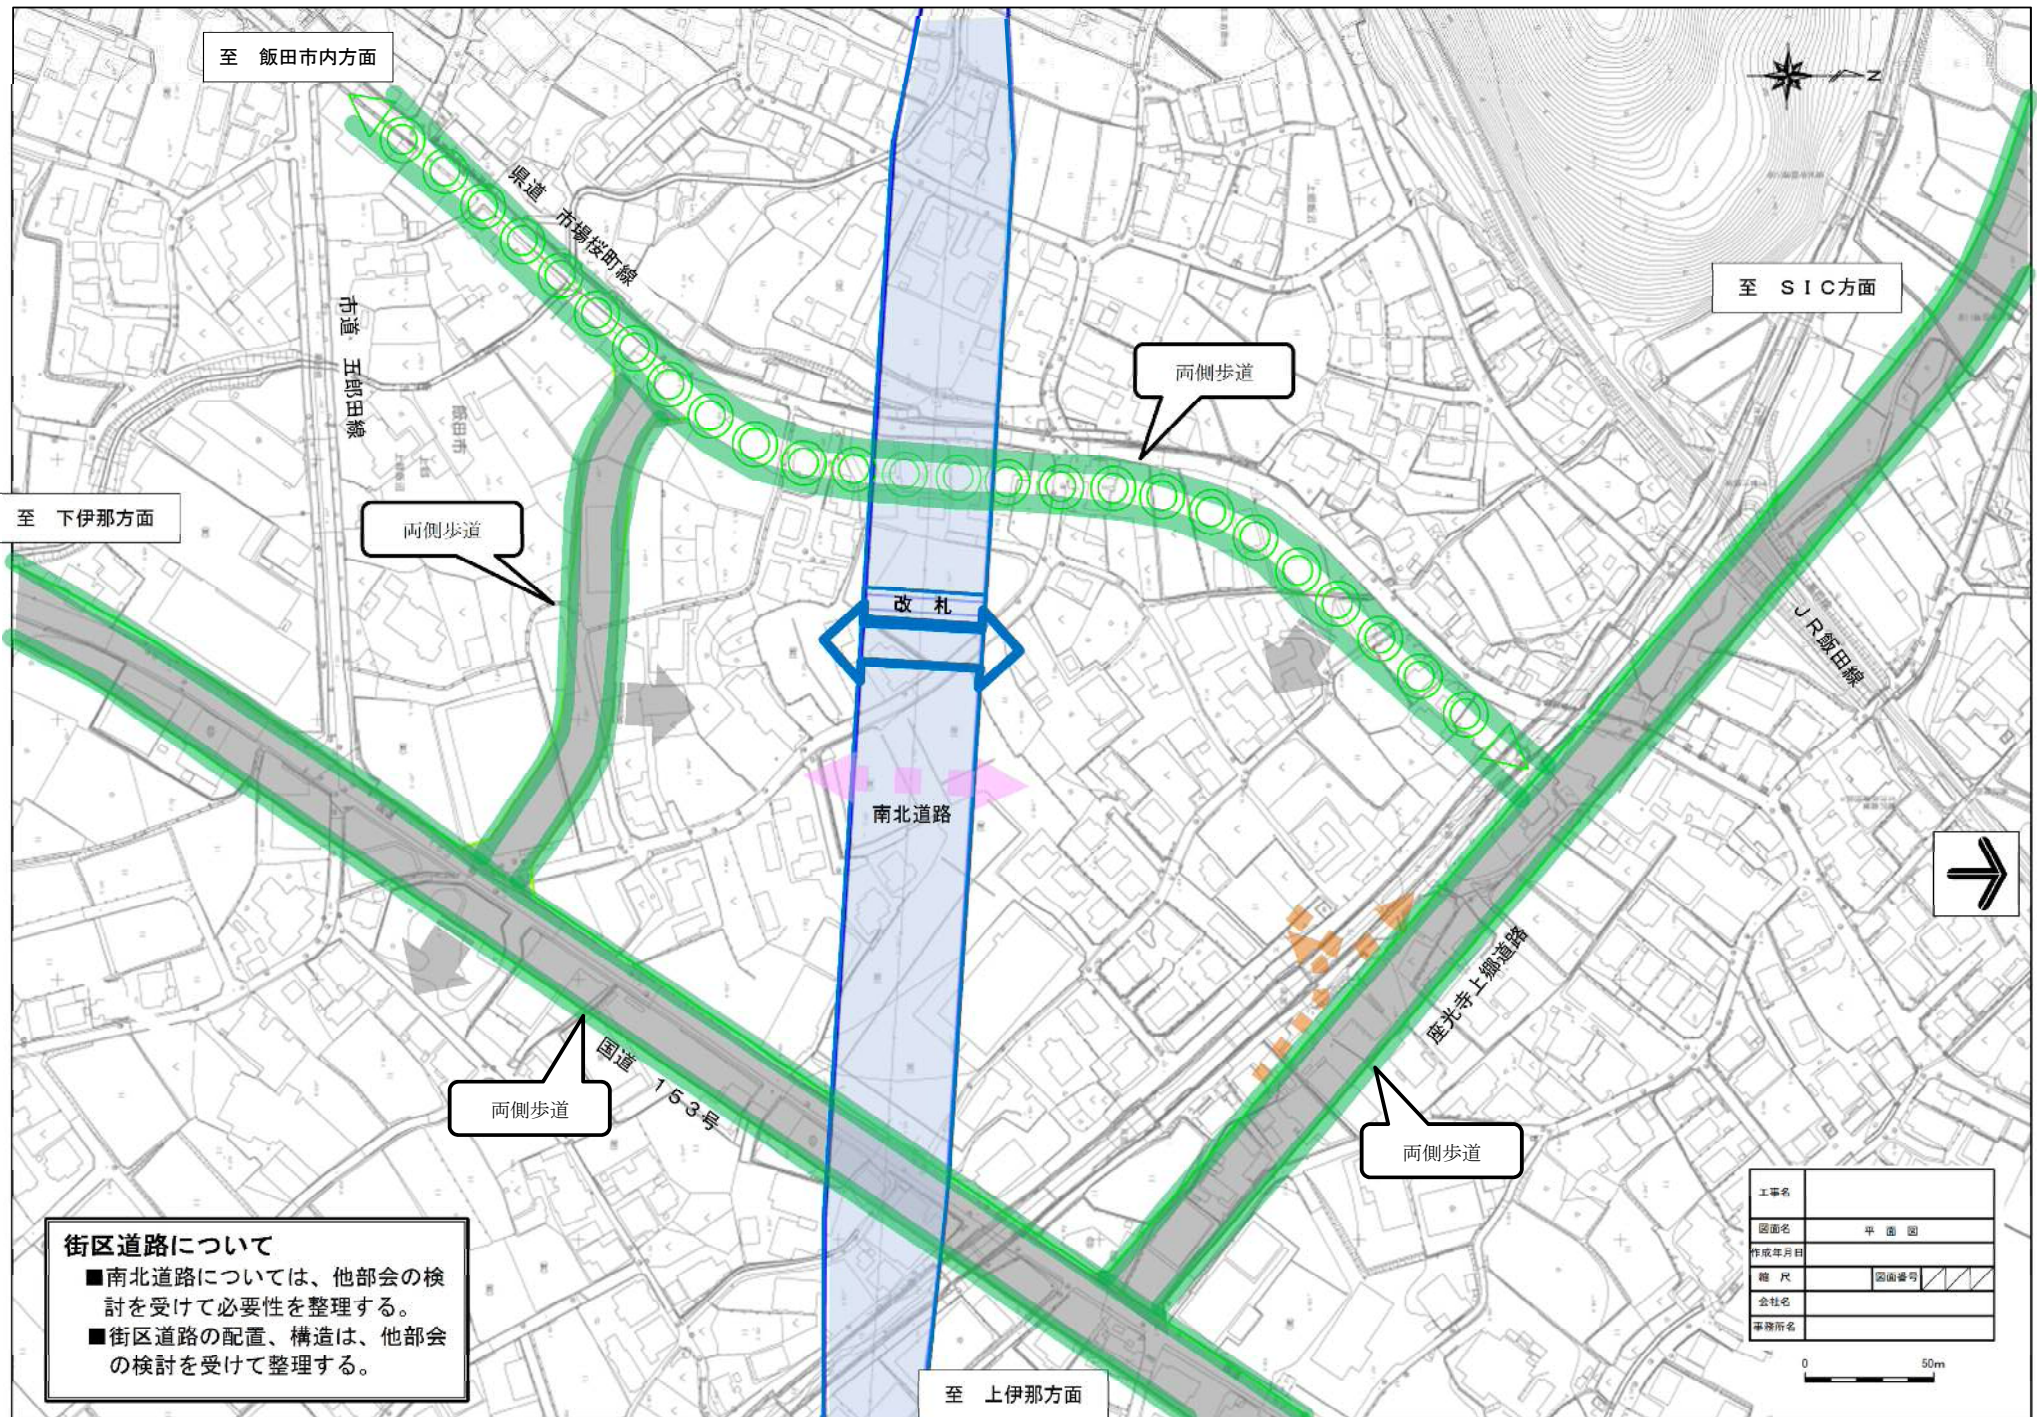 至　飯田市内方面
N
県道　市場桜町線
至　ＳＩＣ方面
市道　五郎田線
飯田市
両側歩道
至　下伊那方面
両側歩道
改　札
ＪＲ飯田線
南北道路
座光寺上郷道路
国道　１５３号
両側歩道
両側歩道
街区道路について
■南北道路については、他部会の検
討を受けて必要性を整理する。
■街区道路の配置、構造は、他部会
の検討を受けて整理する。
至　上伊那方面
工事名
図面名　平　面　図
作成年月日
縮　尺　図面番号
会社名
事務所名
0　50m